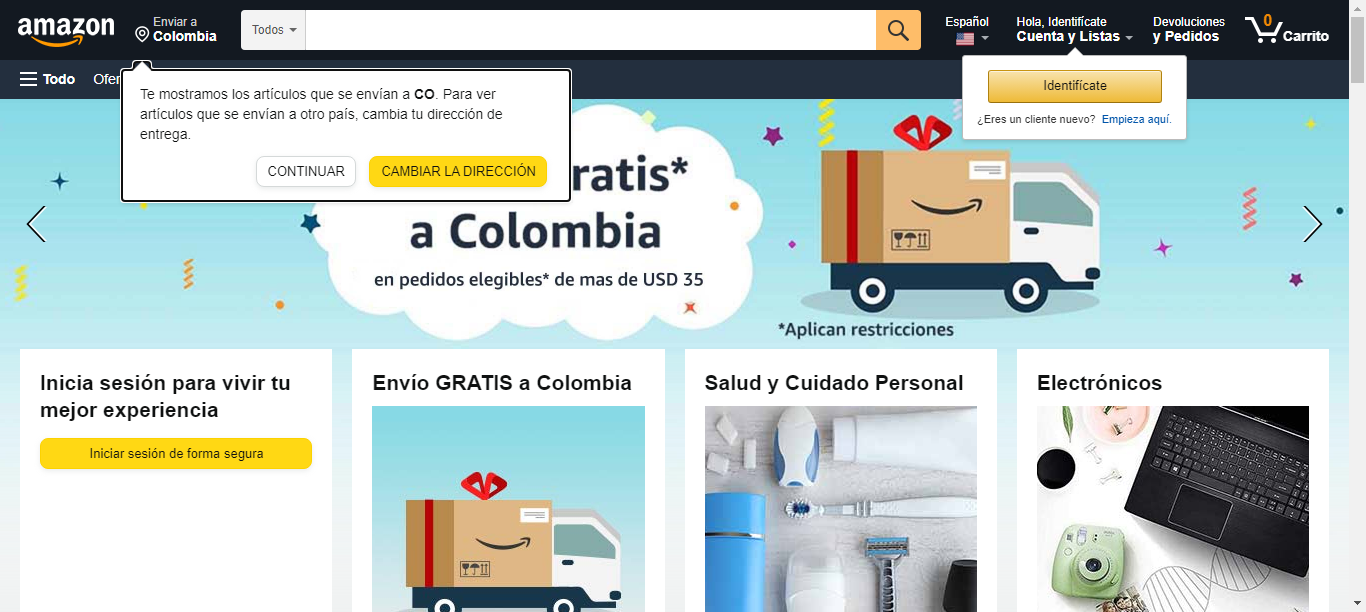 amazon
Enviar a
Colombia
Todos
Español
Hola, Identifícate
Cuenta y Listas
Devoluciones
y Pedidos
0
Carrito
Todo
Ofer
Te mostramos los artículos que se envían a CO. Para ver
artículos que se envían a otro país, cambia tu dirección de
entrega.
CONTINUAR
CAMBIAR LA DIRECCIÓN
Identifícate
¿Eres un cliente nuevo? Empieza aquí.
ratis*
a Colombia
en pedidos elegibles* de mas de USD 35
*Aplican restricciones
Inicia sesión para vivir tu
mejor experiencia
Iniciar sesión de forma segura
Envío GRATIS a Colombia
Salud y Cuidado Personal
Electrónicos